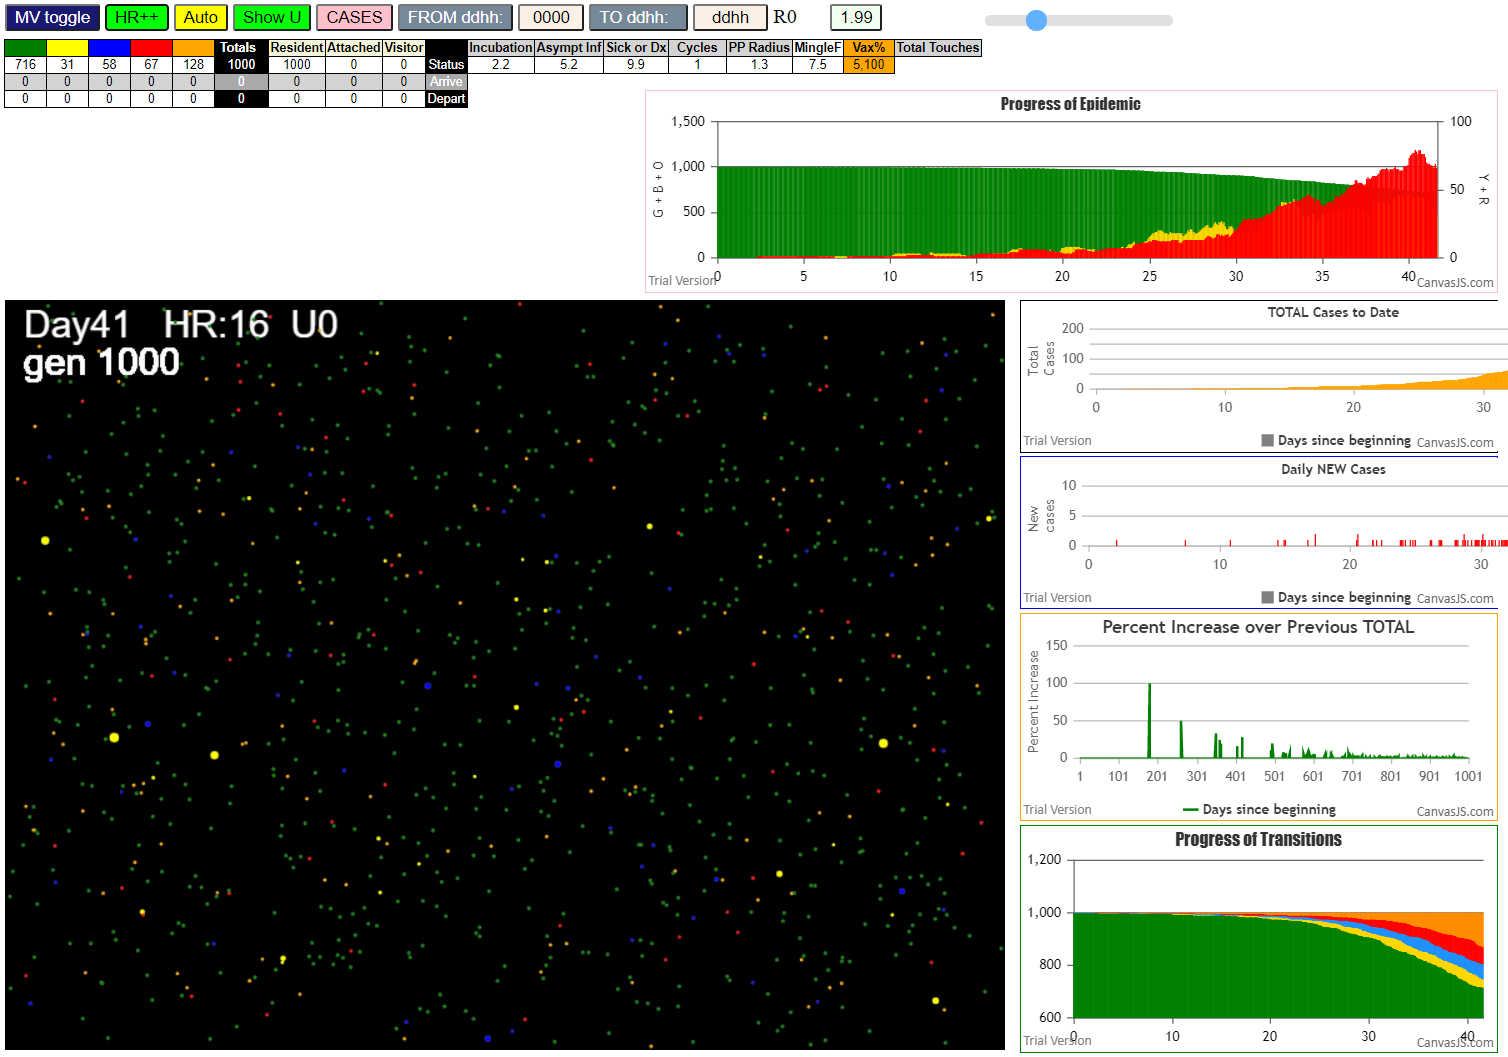 MV toggle HR++ Auto Show U CASES FROM ddhh: 0000 TO ddhh: ddhh R0 1.99
Totals Resident Attached Visitor Incubation Asympt Inf Sick or Dx Cycles PP Radius MingleF Vax% Total Touches
716 31 58 67 128 1000 1000 0 0 Status 2.2 5.2 9.9 1 1.3 7.5 5,100
0 0 0 0 0 0 0 0 0 Arrive
0 0 0 0 0 0 0 0 0 Depart
Progress of Epidemic
1,500 100
1,000
50
500
0 0
G + B + O
Y + R
0 5 10 15 20 25 30 35 40
Trial Version CanvasJS.com
Day41 HR:16 U0
gen 1000
TOTAL Cases to Date
200
100
0
Total
Cases
0 10 20 30
Days since beginning
Trial Version CanvasJS.com
Daily NEW Cases
10
5
0
New
cases
0 10 20 30
Days since beginning
Trial Version CanvasJS.com
Percent Increase over Previous TOTAL
150
100
50
0
Percent Increase
1 101 201 301 401 501 601 701 801 901 1001
Days since beginning
Trial Version CanvasJS.com
Progress of Transitions
1,200
1,000
800
600
0 10 20 30 40
Trial Version CanvasJS.com